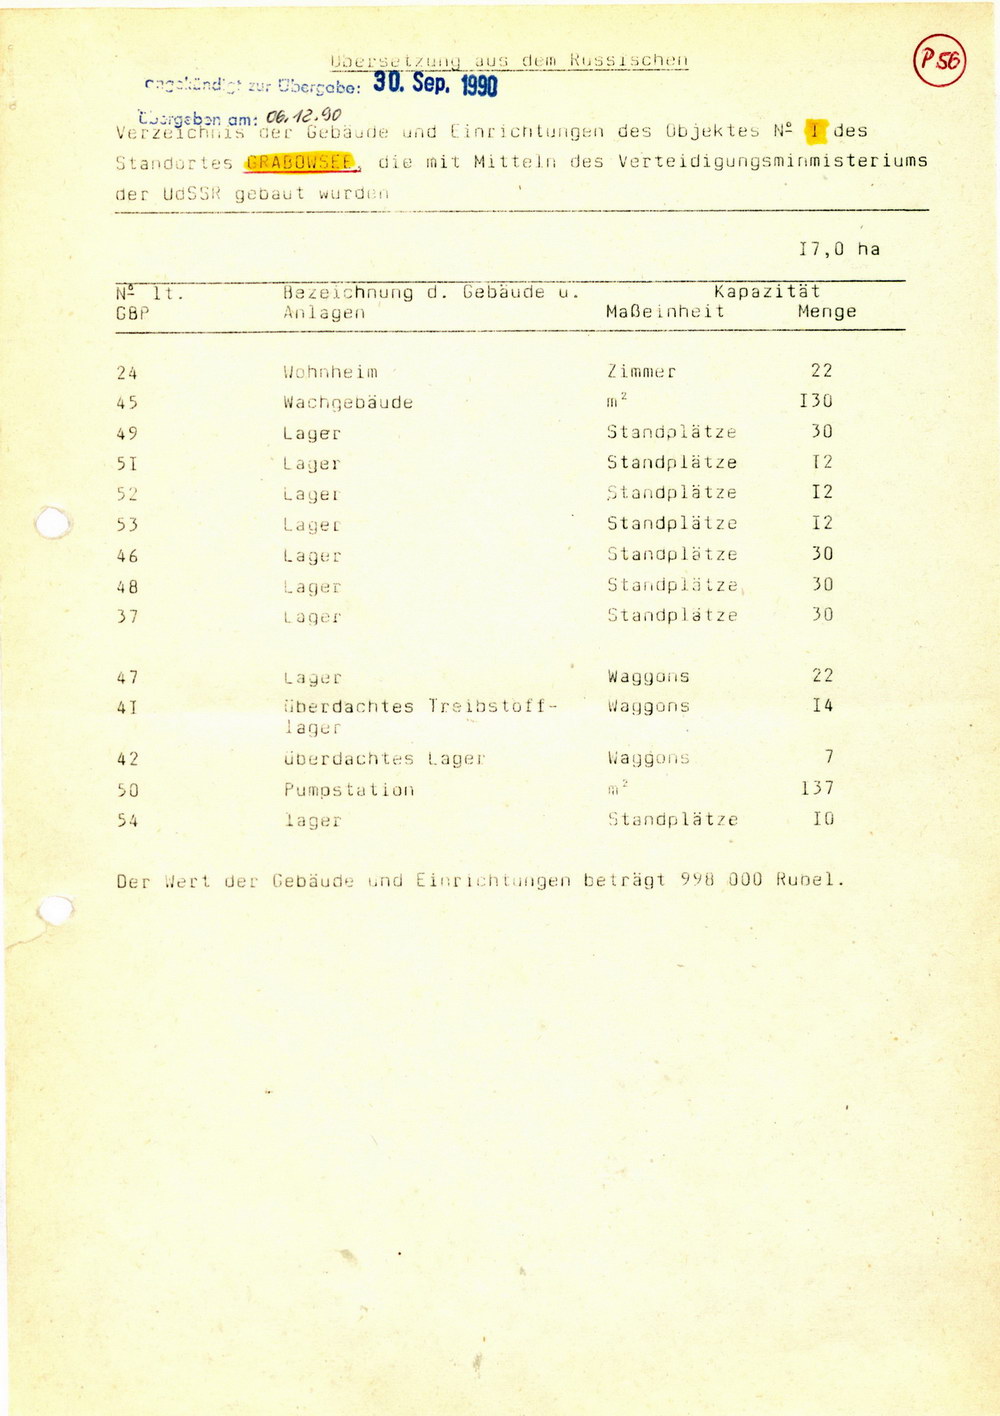 P 56
Übersetzung aus dem Russischen
angekündigt zur Übergabe: 30. Sep. 1990
Übergeben am: 06.12.90
Verzeichnis der Gebäude und Einrichtungen des Objektes Nº I des
Standortes GRABOWSEE, die mit Mitteln des Verteidigungsminmisteriums
der UdSSR gebaut wurden
I7,0 ha
Nº lt. Bezeichnung d. Gebäude u. Kapazität
GBP Anlagen Maßeinheit Menge
24 Wohnheim Zimmer 22
45 Wachgebäude m² I30
49 Lager Standplätze 30
5I Lager Standplätze I2
52 Lager Standplätze I2
53 Lager Standplätze I2
46 Lager Standplätze 30
48 Lager Standplätze 30
37 Lager Standplätze 30
47 Lager Waggons 22
4I überdachtes Treibstoff- Waggons I4
lager
42 überdachtes Lager Waggons 7
50 Pumpstation m² I37
54 lager Standplätze I0
Der Wert der Gebäude und Einrichtungen beträgt 998 000 Rubel.